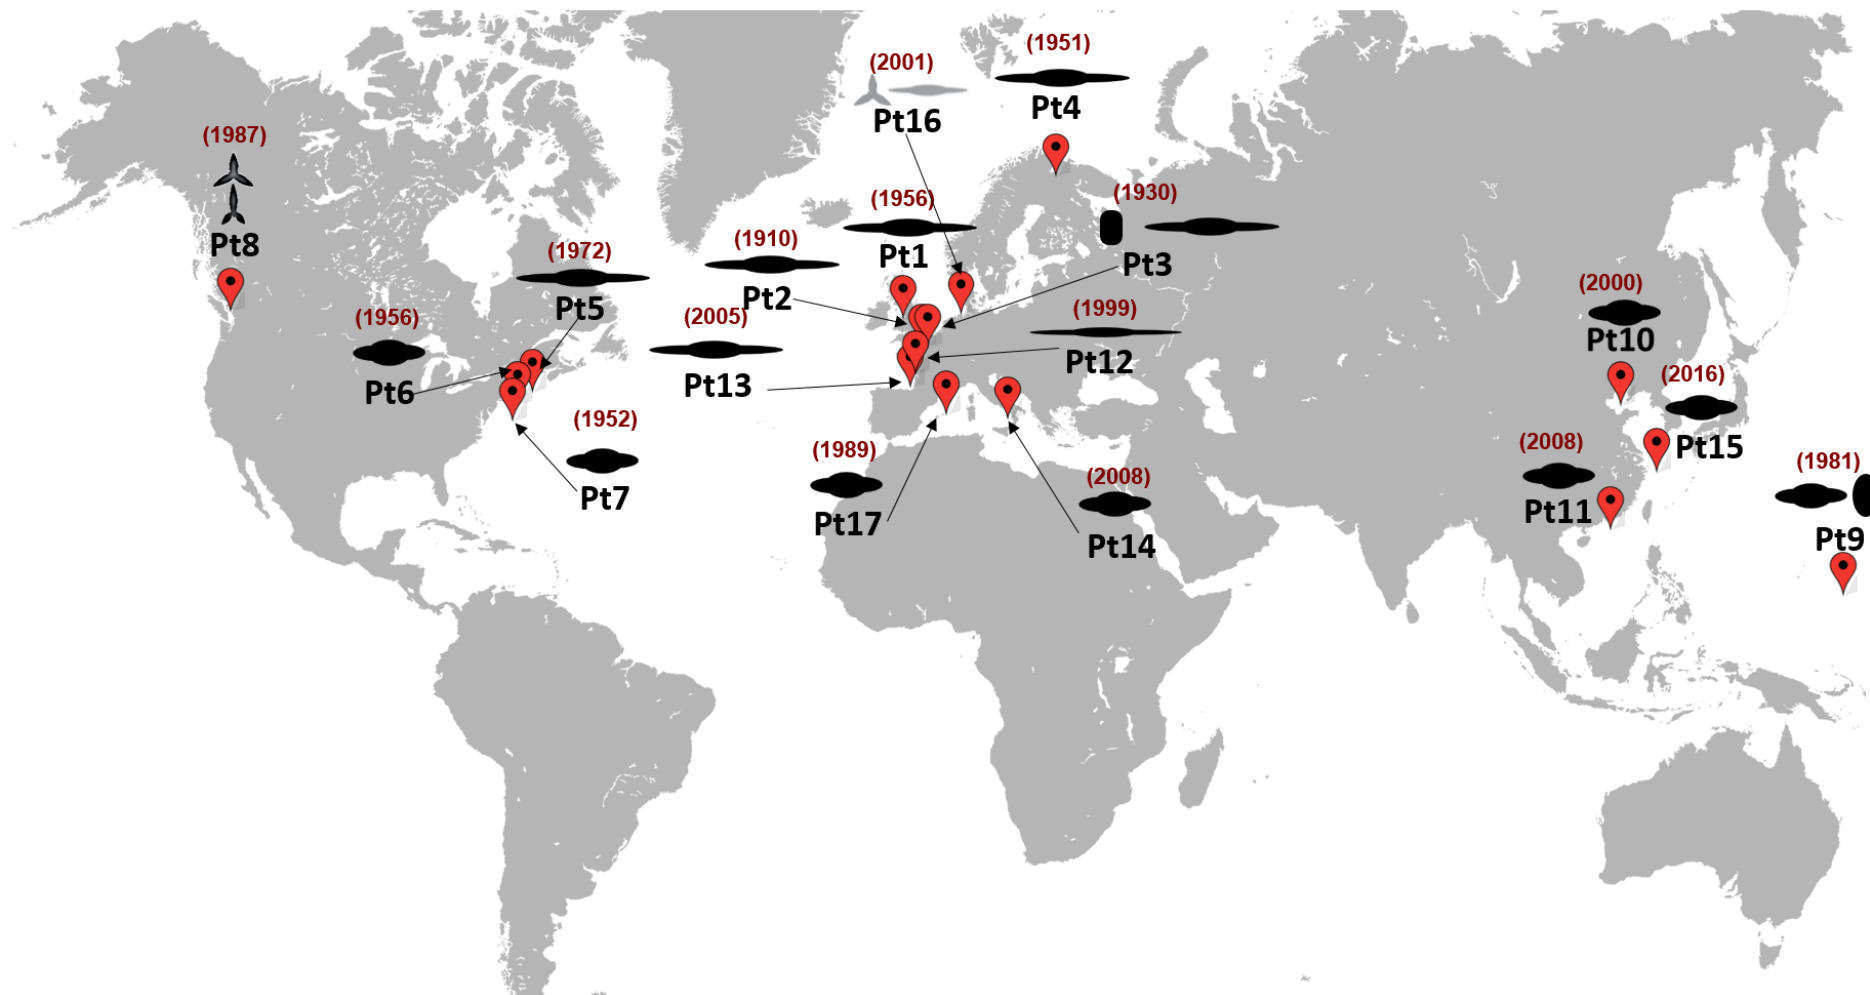 (1951)
(2001)
Pt4
Pt16
(1987)
(1956)
(1930)
Pt8
(1972)
(1910)
Pt1
Pt3
Pt5
Pt2
(2000)
(1956)
(2005)
(1999)
Pt10
Pt6
Pt13
Pt12
(2016)
(1952)
Pt15
(1989)
(2008)
(2008)
(1981)
Pt7
Pt17
Pt14
Pt11
Pt9